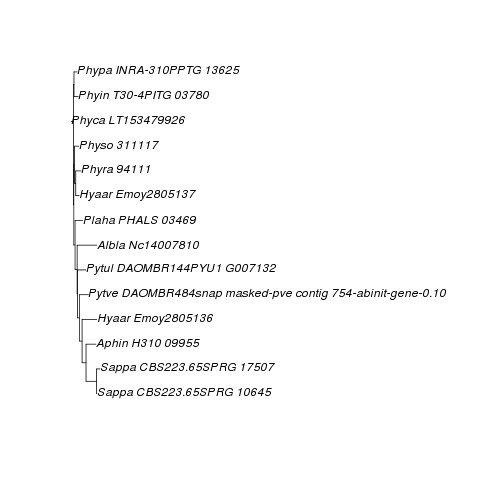 Phypa INRA-310PPTG 13625
Phyin T30-4PITG 03780
Phyca LT153479926
Physo 311117
Phyra 94111
Hyaar Emoy2805137
Plaha PHALS 03469
Albla Nc14007810
Pytul DAOMBR144PYU1 G007132
Pytve DAOMBR484snap masked-pve contig 754-abinit-gene-0.10
Hyaar Emoy2805136
Aphin H310 09955
Sappa CBS223.65SPRG 17507
Sappa CBS223.65SPRG 10645